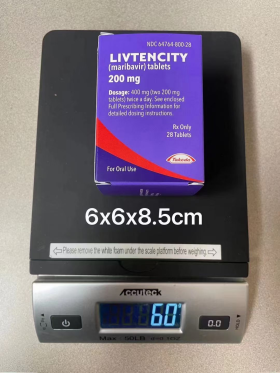 NDC 64764-800-28
LIVTENCITY
(maribavir) tablets
200 mg
Dosage: 400 mg (two 200 mg
tablets) twice a day. See enclosed
Full Prescribing Information for
detailed dosing instructions.
Rx Only
28 Tablets
Takeda
For Oral Use
6x6x8.5cm
Please remove the white foam under the scale platform before weighing
ACCUTECK
60
0.0
Max 50LB